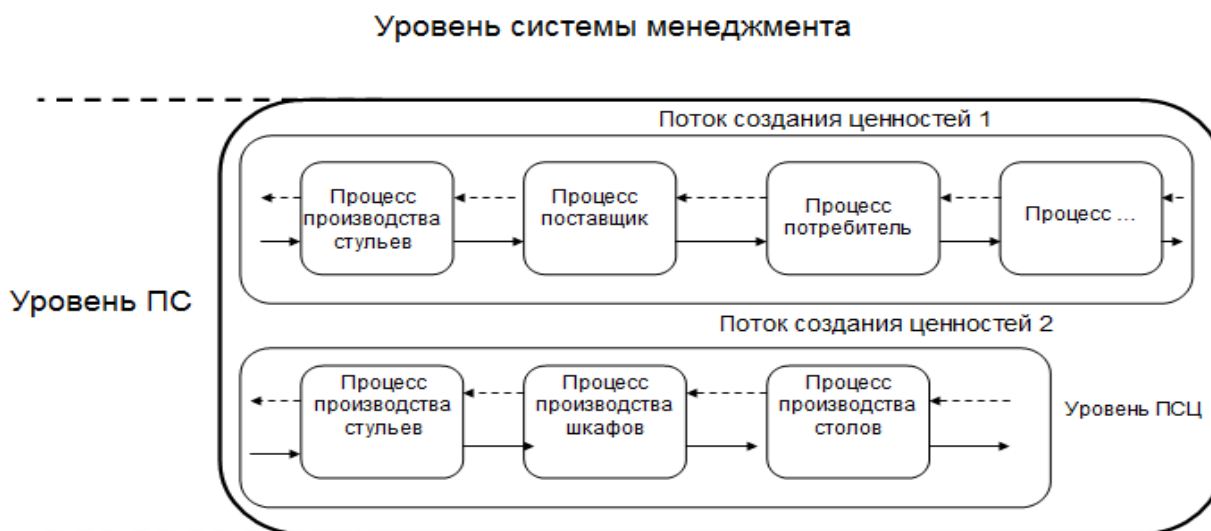 Уровень системы менеджмента
Поток создания ценностей 1
Процесс
производства
стульев
Процесс
поставщик
Процесс
потребитель
Процесс ...
Уровень ПС
Поток создания ценностей 2
Процесс
производства
стульев
Процесс
производства
шкафов
Процесс
производства
столов
Уровень ПСЦ